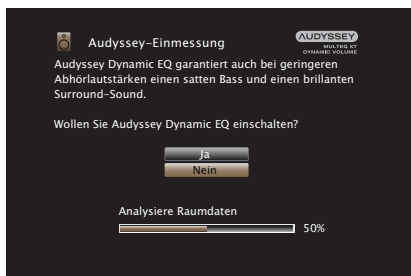 Audyssey-Einmessung
AUDYSSEY
MULTEQ XT
DYNAMIC VOLUME
Audyssey Dynamic EQ garantiert auch bei geringeren
Abhörlautstärken einen satten Bass und einen brillanten
Surround-Sound.
Wollen Sie Audyssey Dynamic EQ einschalten?
Ja
Nein
Analysiere Raumdaten
50%